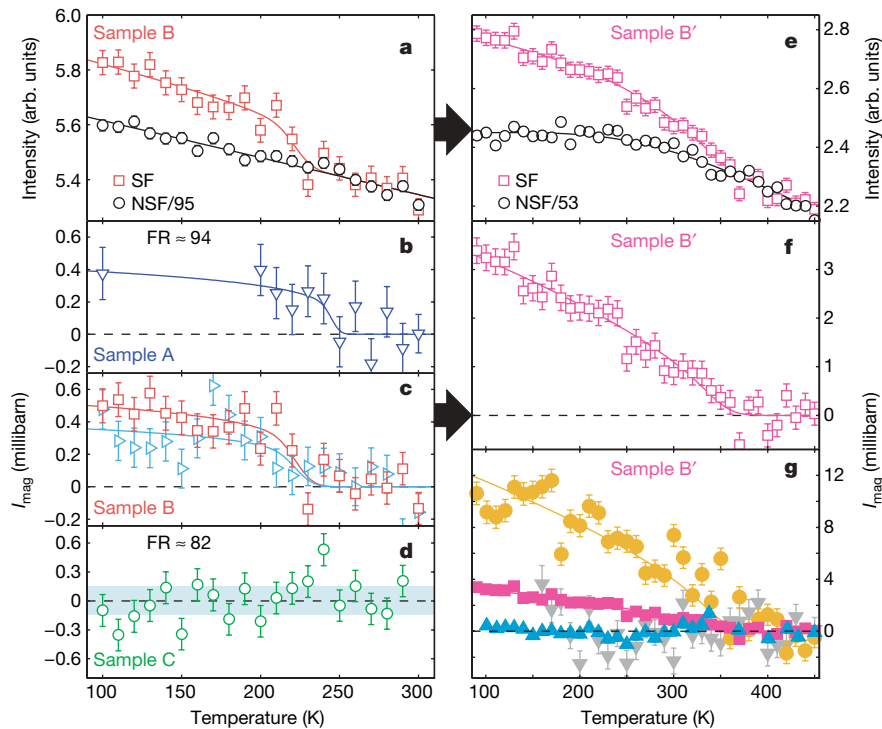 Sample B
a
SF
NSF/95
6.0
5.8
5.6
5.4
Intensity (arb. units)
FR ≈ 94
b
Sample A
0.6
0.4
0.2
0
−0.2
c
Sample B
0.6
0.4
0.2
0
−0.2
FR ≈ 82
d
Sample C
0.6
0.3
0
−0.3
−0.6
I_mag (millibarn)
100 150 200 250 300
Temperature (K)
Sample B′
e
SF
NSF/53
2.8
2.6
2.4
2.2
Intensity (arb. units)
Sample B′
f
3
2
1
0
Sample B′
g
12
8
4
0
I_mag (millibarn)
100 200 300 400
Temperature (K)